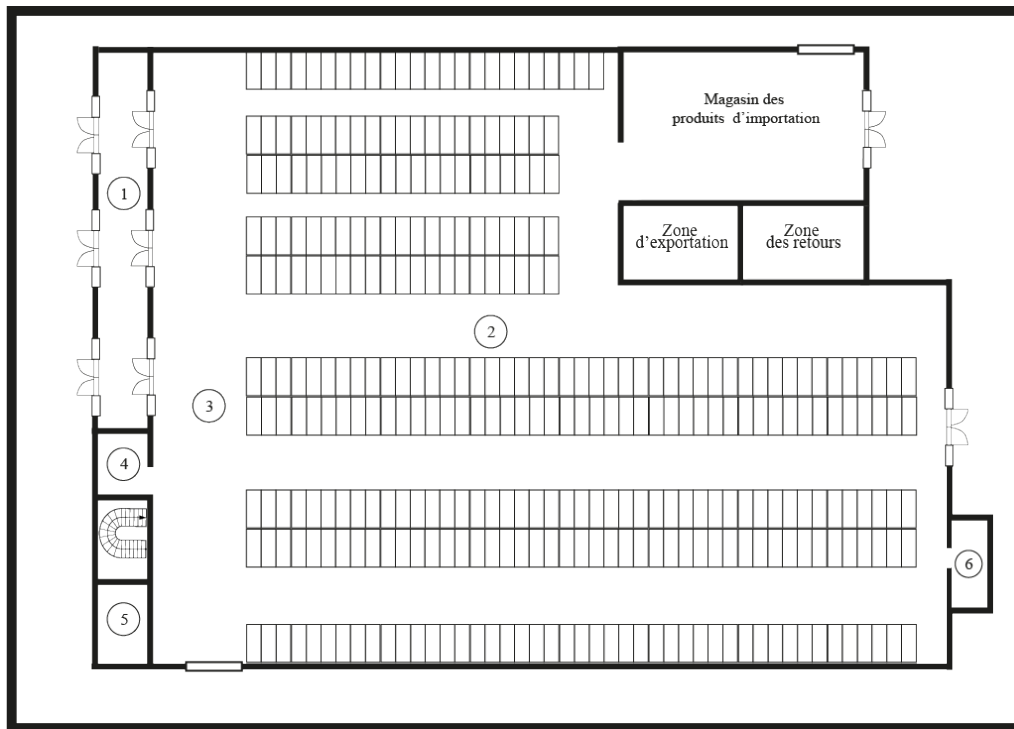 Magasin des
produits d'importation
1
Zone
d'exportation
Zone
des retours
2
3
4
5
6